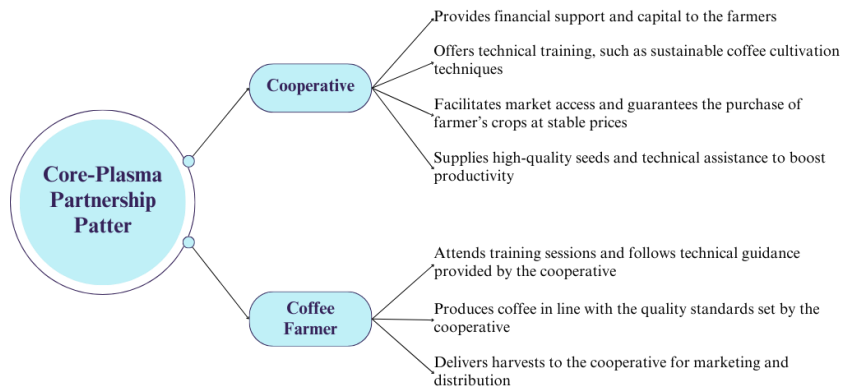 Core-Plasma
Partnership
Patter
Cooperative
Provides financial support and capital to the farmers
Offers technical training, such as sustainable coffee cultivation
techniques
Facilitates market access and guarantees the purchase of
farmer's crops at stable prices
Supplies high-quality seeds and technical assistance to boost
productivity
Coffee
Farmer
Attends training sessions and follows technical guidance
provided by the cooperative
Produces coffee in line with the quality standards set by the
cooperative
Delivers harvests to the cooperative for marketing and
distribution